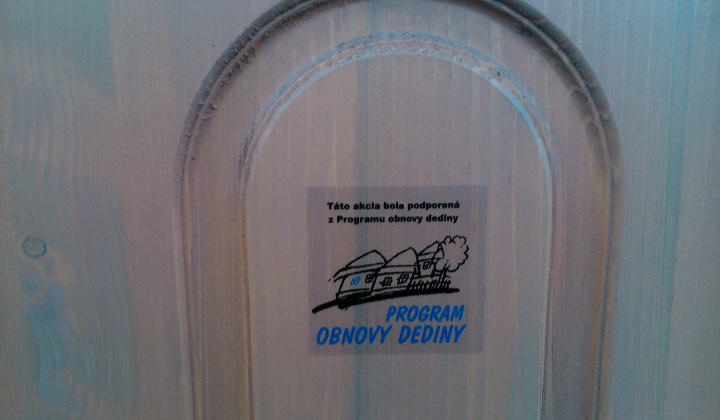 Táto akcia bola podporená
z Programu obnovy dediny
PROGRAM
OBNOVY DEDINY